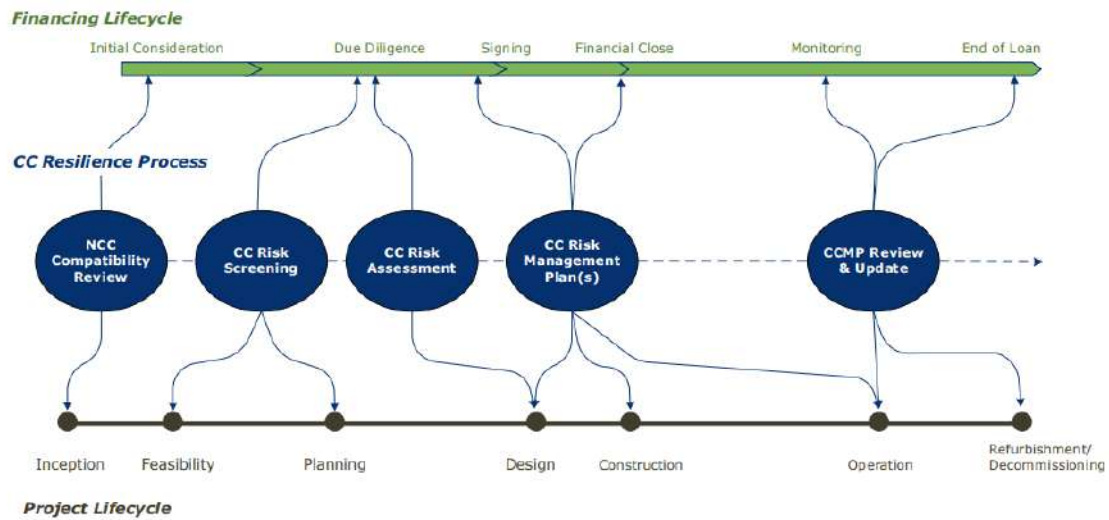 Financing Lifecycle
Initial Consideration
Due Diligence
Signing
Financial Close
Monitoring
End of Loan
CC Resilience Process
NCC
Compatibility
Review
CC Risk
Screening
CC Risk
Assessment
CC Risk
Management
Plan(s)
CCMP Review
& Update
Inception
Feasibility
Planning
Design
Construction
Operation
Refurbishment/
Decommissioning
Project Lifecycle